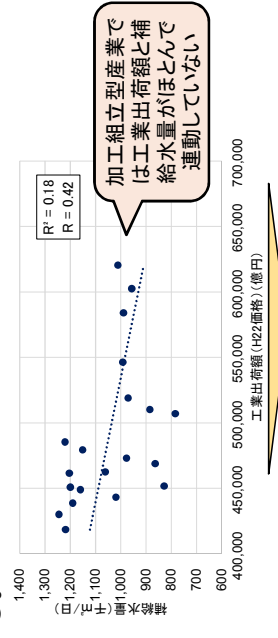 R² = 0.18
R = 0.42
加工組立型産業で
は工業出荷額と補
給水量がほとんど
連動していない
補給水量(千㎥/日)
1,400
1,300
1,200
1,100
1,000
900
800
700
600
400,000
450,000
500,000
550,000
600,000
650,000
700,000
工業出荷額(H22価格)(億円)